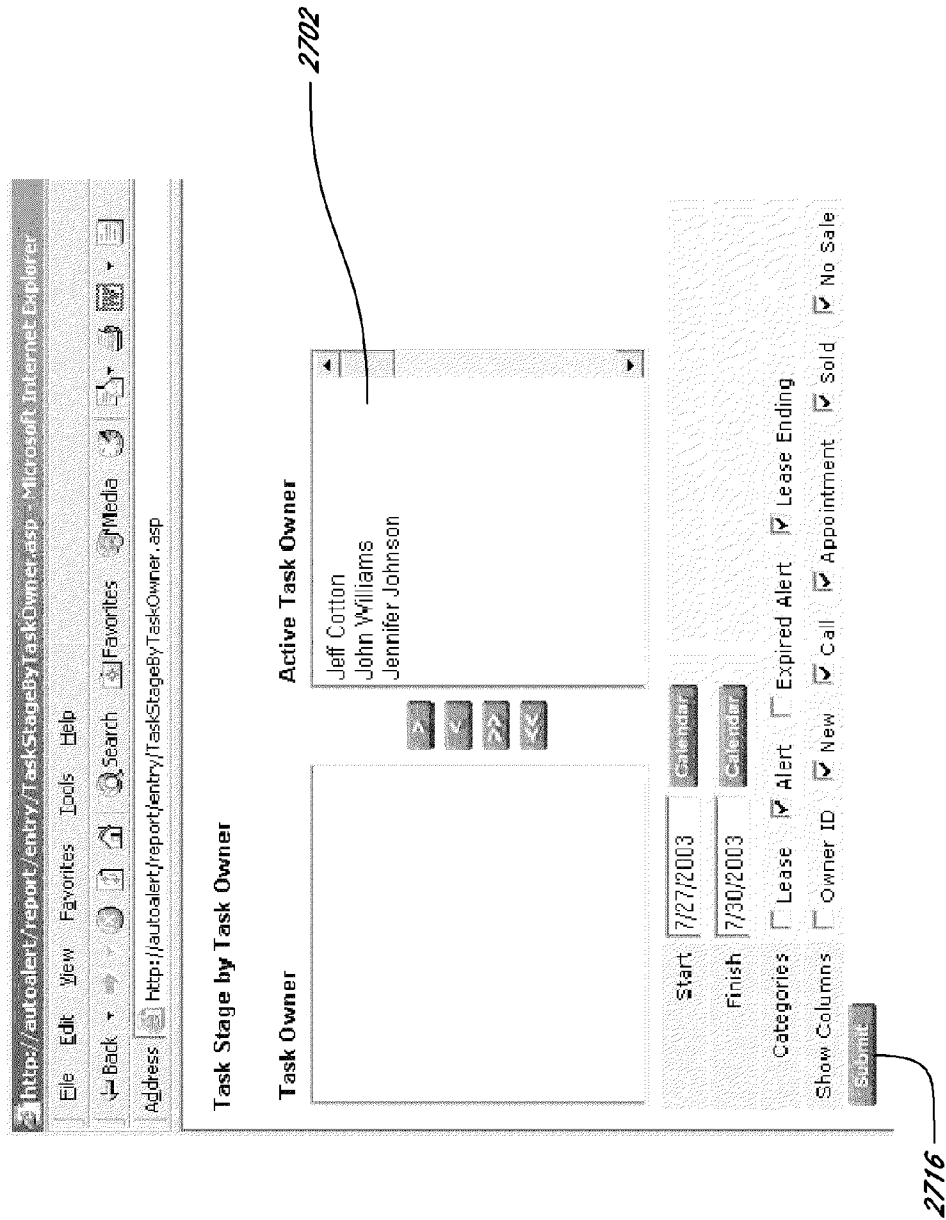 http://autoalert/report/entry/TaskStageByTaskOwner.asp - Microsoft Internet Explorer
File Edit View Favorites Tools Help
Back Search Favorites Media
Address http://autoalert/report/entry/TaskStageByTaskOwner.asp
Task Stage by Task Owner
Task Owner Active Task Owner
Jeff Cotton
John Williams
Jennifer Johnson
>
<
>>
<<
2702
Start 7/27/2003 Calendar
Finish 7/30/2003 Calendar
Categories Lease Alert Expired Alert Lease Ending
Show Columns Owner ID New Call Appointment Sold No Sale
Submit
2716